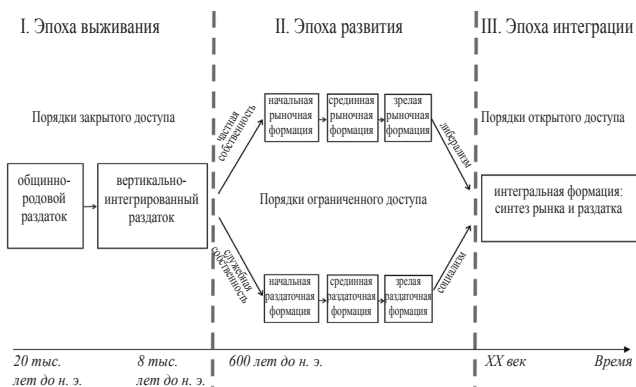 I. Эпоха выживания
II. Эпоха развития
III. Эпоха интеграции
Порядки закрытого доступа
частная
собственность
начальная
рыночная
формация
срединная
рыночная
формация
зрелая
рыночная
формация
либерализм
Порядки открытого доступа
общинно-
родовой
раздаток
вертикально-
интегрированный
раздаток
Порядки ограниченного доступа
интегральная формация:
синтез рынка и раздатка
служебная
собственность
начальная
раздаточная
формация
срединная
раздаточная
формация
зрелая
раздаточная
формация
социализм
20 тыс.
лет до н. э.
8 тыс.
лет до н. э.
600 лет до н. э.
XX век
Время